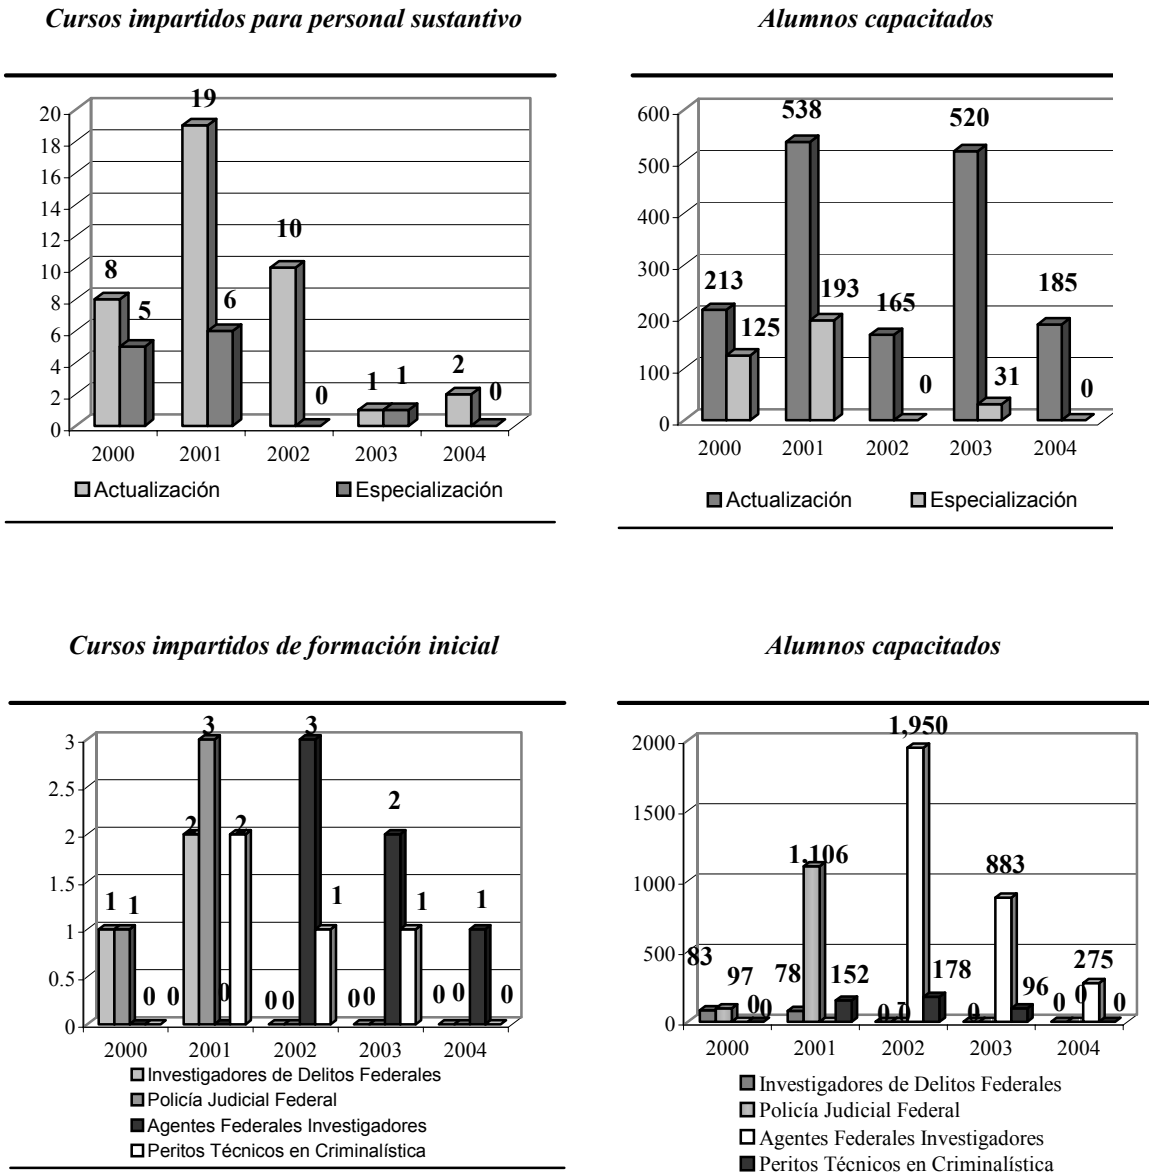 Cursos impartidos para personal sustantivo
20
18
16
14
12
10
8
6
4
2
0
8
5
19
6
10
0
1
1
2
0
2000 2001 2002 2003 2004
Actualización Especialización
Alumnos capacitados
600
500
400
300
200
100
0
213
125
538
193
165
0
520
31
185
0
2000 2001 2002 2003 2004
Actualización Especialización
Cursos impartidos de formación inicial
3
2.5
2
1.5
1
0.5
0
1 1 0 0
2 3 0 2
0 0 3 1
0 0 2 1
0 0 1 0
2000 2001 2002 2003 2004
Investigadores de Delitos Federales
Policía Judicial Federal
Agentes Federales Investigadores
Peritos Técnicos en Criminalística
Alumnos capacitados
2000
1500
1000
500
0
83 97 0 0
78 1,106 152
0 0 1,950 178
0 883 96
0 0 275 0
2000 2001 2002 2003 2004
Investigadores de Delitos Federales
Policía Judicial Federal
Agentes Federales Investigadores
Peritos Técnicos en Criminalística